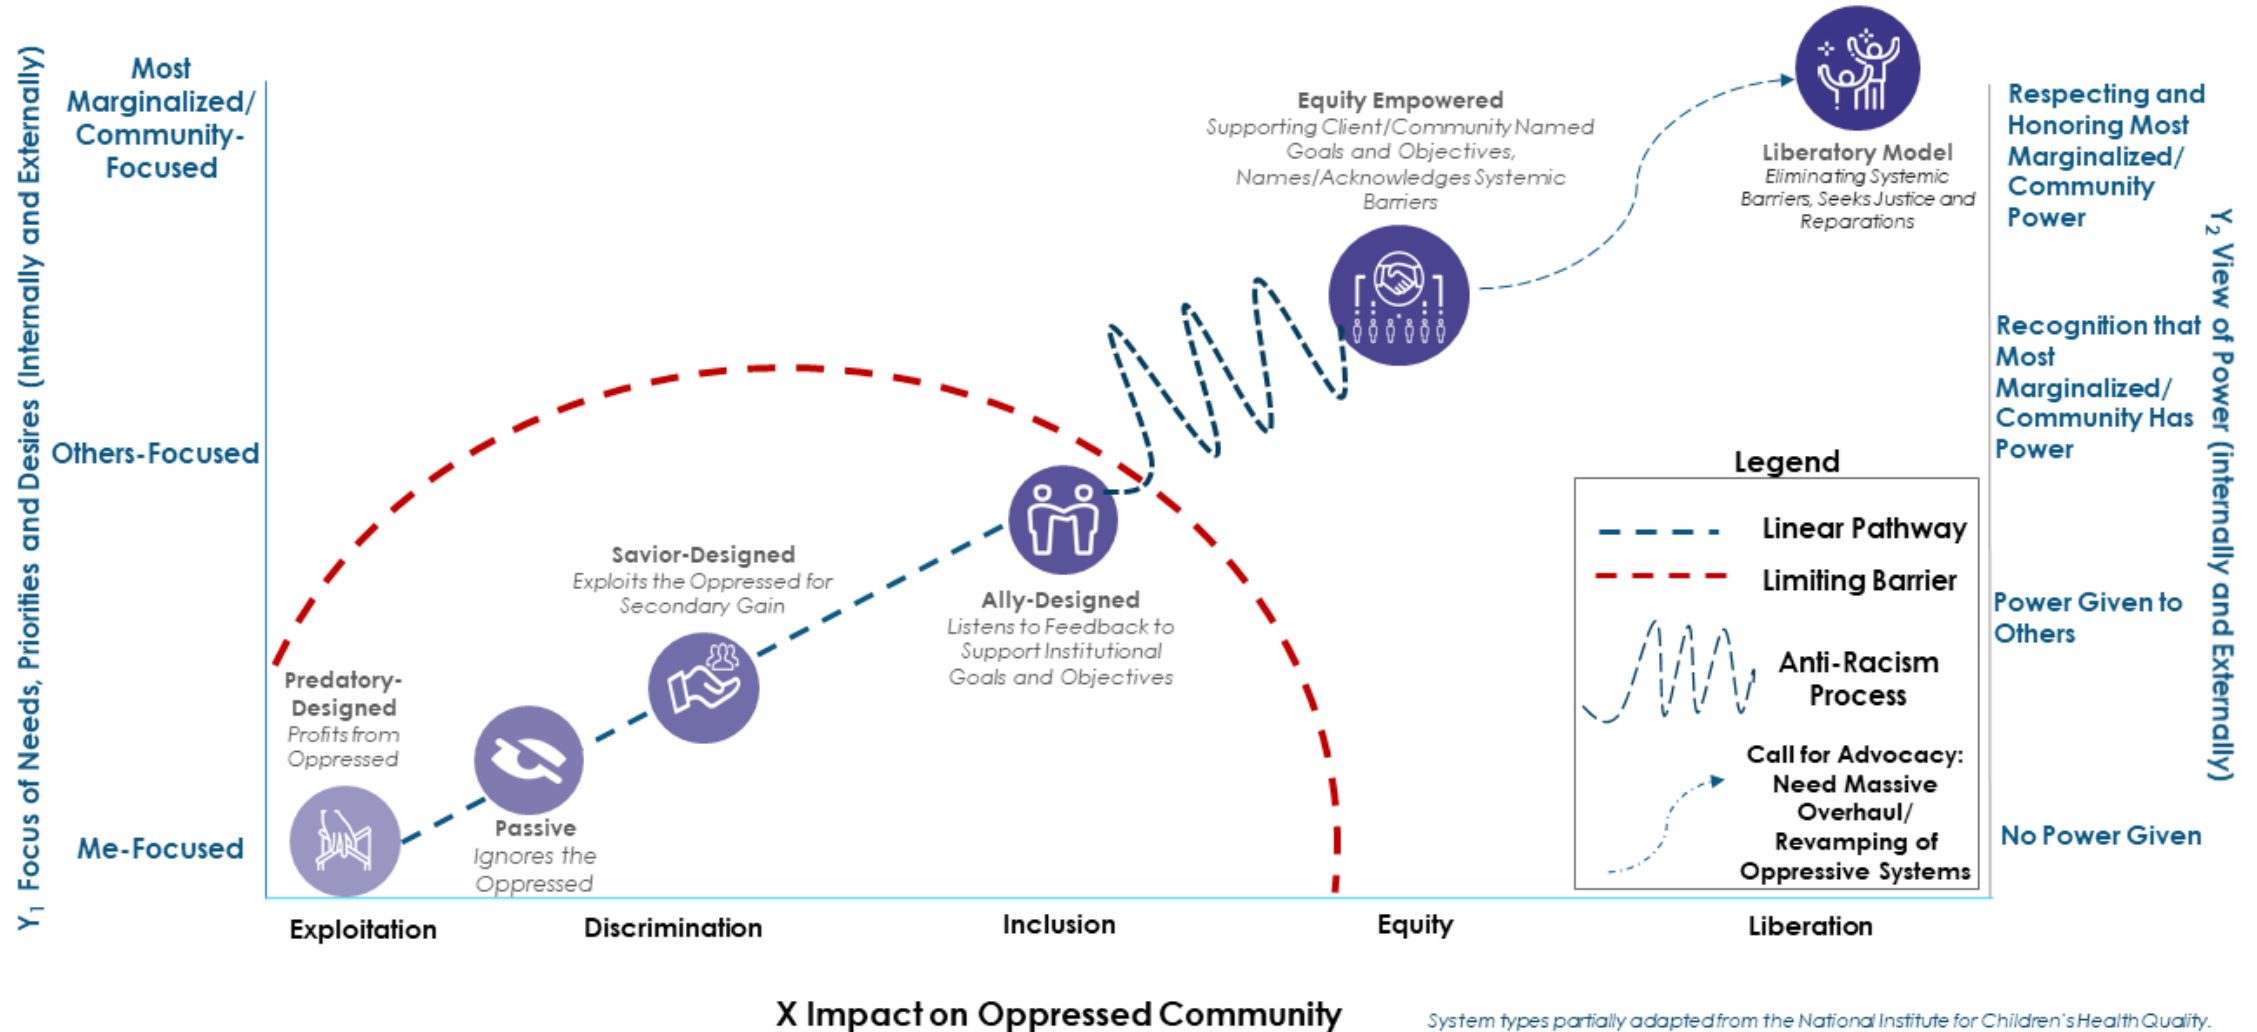 Y1 Focus of Needs, Priorities and Desires (Internally and Externally)
Most
Marginalized/
Community-
Focused
Others-Focused
Me-Focused
Predatory-
Designed
Profits from
Oppressed
Passive
Ignores the
Oppressed
Savior-Designed
Exploits the Oppressed for
Secondary Gain
Ally-Designed
Listens to Feedback to
Support Institutional
Goals and Objectives
Equity Empowered
Supporting Client/Community Named
Goals and Objectives,
Names/Acknowledges Systemic
Barriers
Liberatory Model
Eliminating Systemic
Barriers, Seeks Justice and
Reparations
Respecting and
Honoring Most
Marginalized/
Community
Power
Recognition that
Most
Marginalized/
Community Has
Power
Power Given to
Others
No Power Given
Y2 View of Power (internally and Externally)
Legend
Linear Pathway
Limiting Barrier
Anti-Racism
Process
Call for Advocacy:
Need Massive
Overhaul/
Revamping of
Oppressive Systems
Exploitation
Discrimination
Inclusion
Equity
Liberation
X Impact on Oppressed Community
System types partially adapted from the National Institute for Children's Health Quality.